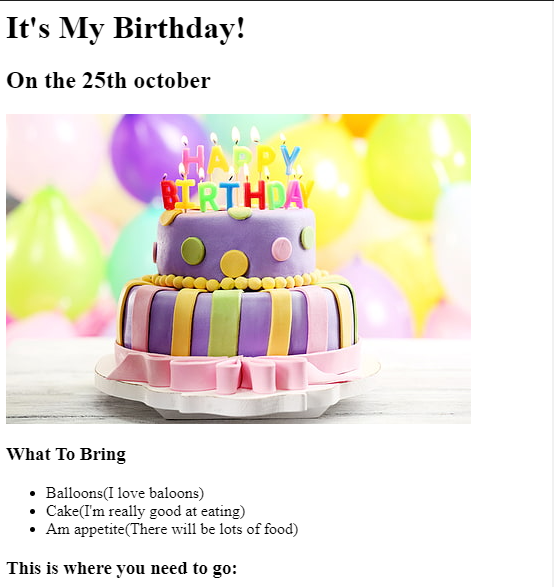 It's My Birthday!
On the 25th october
HAPPY
BIRTHDAY
What To Bring
Balloons(I love baloons)
Cake(I'm really good at eating)
Am appetite(There will be lots of food)
This is where you need to go: